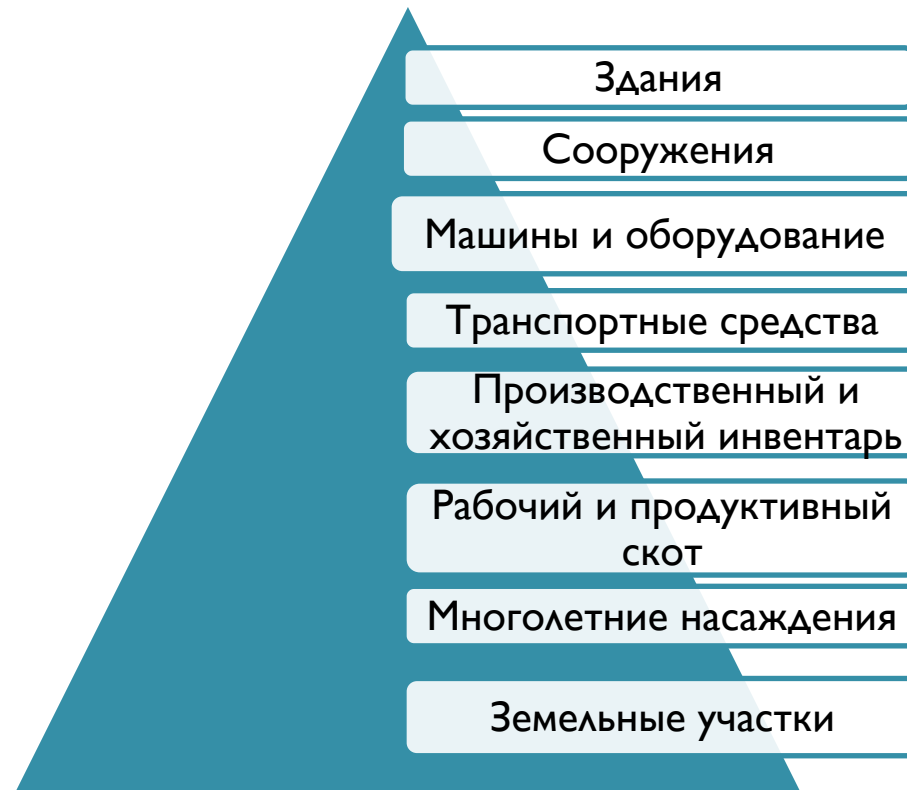 Здания
Сооружения
Машины и оборудование
Транспортные средства
Производственный и
хозяйственный инвентарь
Рабочий и продуктивный
скот
Многолетние насаждения
Земельные участки